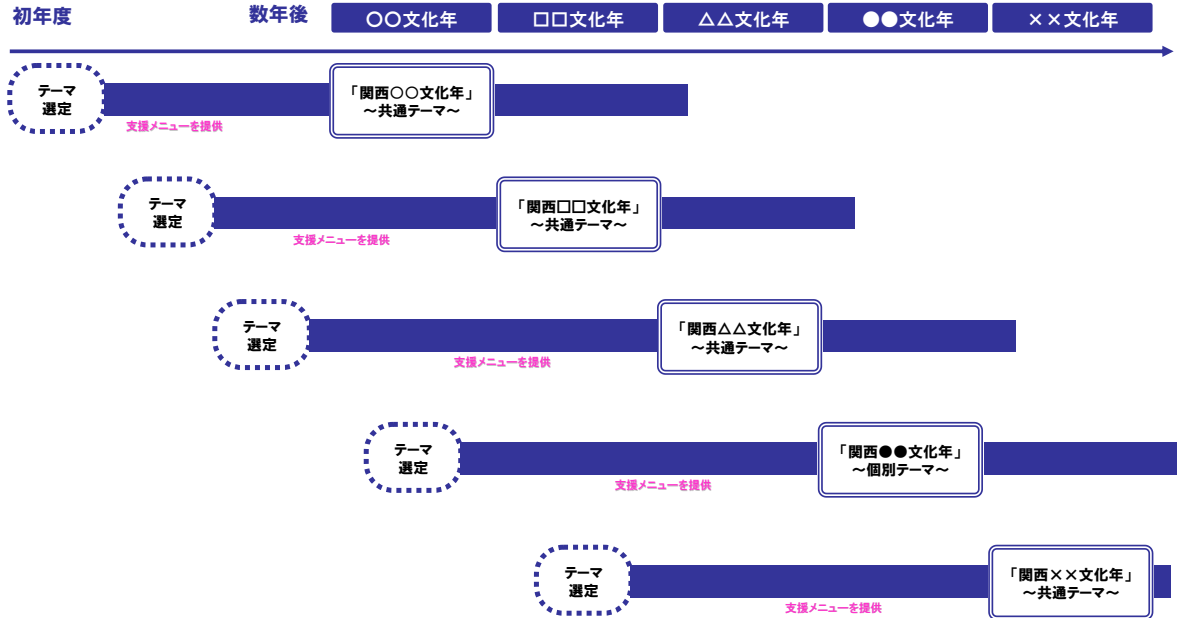 初年度
数年後
○○文化年
□□文化年
△△文化年
●●文化年
××文化年
テーマ
選定
「関西○○文化年」
～共通テーマ～
支援メニューを提供
テーマ
選定
「関西□□文化年」
～共通テーマ～
支援メニューを提供
テーマ
選定
「関西△△文化年」
～共通テーマ～
支援メニューを提供
テーマ
選定
「関西●●文化年」
～個別テーマ～
支援メニューを提供
テーマ
選定
「関西××文化年」
～共通テーマ～
支援メニューを提供